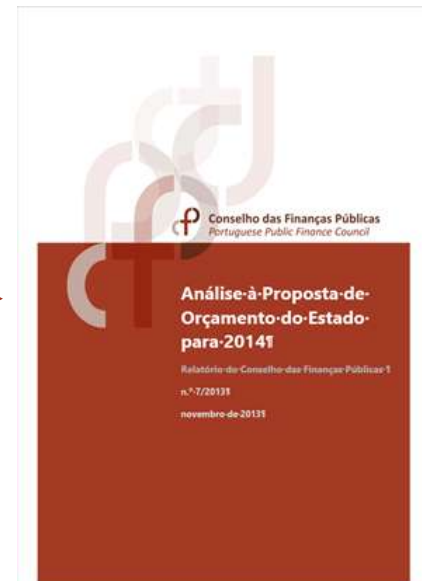 Conselho das Finanças Públicas
Portuguese Public Finance Council
Análise·à·Proposta·de·
Orçamento·do·Estado·
para·2014¶
Relatório·do·Conselho·das·Finanças·Públicas·¶
n.º·7/2013¶
novembro·de·2013¶